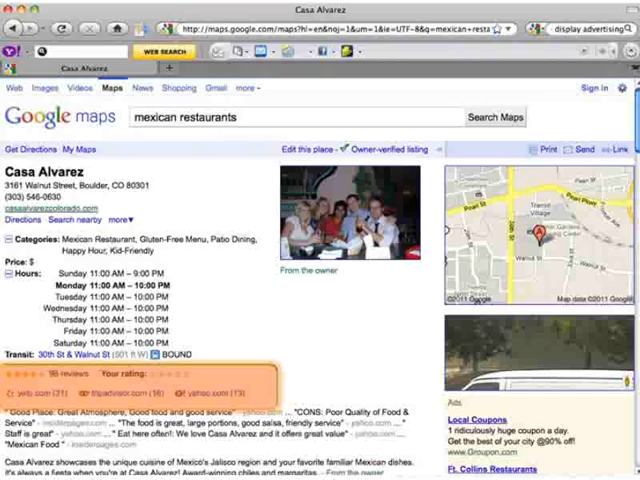 Casa Alvarez
http://maps.google.com/maps?hl=en&noj=1&um=1&ie=UTF-8&q=mexican+resta
display advertising
Y!
WEB SEARCH
Casa Alvarez
Web Images Videos Maps News Shopping Gmail more
Sign in
Google maps
mexican restaurants
Search Maps
Get Directions My Maps
Edit this place - Owner-verified listing
Print Send Link
Casa Alvarez
3161 Walnut Street, Boulder, CO 80301
(303) 546-0630
casaalvarezcolorado.com
Directions Search nearby more
Categories: Mexican Restaurant, Gluten-Free Menu, Patio Dining,
Happy Hour, Kid-Friendly
Price: $
Hours: Sunday 11:00 AM – 9:00 PM
Monday 11:00 AM – 10:00 PM
Tuesday 11:00 AM – 10:00 PM
Wednesday 11:00 AM – 10:00 PM
Thursday 11:00 AM – 10:00 PM
Friday 11:00 AM – 10:00 PM
Saturday 11:00 AM – 10:00 PM
Transit: 30th St & Walnut St (501 ft W) BOUND
From the owner
Pearl St
Pearl Pkwy
Transit
Village
Walnut St
A
©2011 Google
Map data ©2011 Google
98 reviews Your rating:
yelp.com (31) tripadvisor.com (16) yahoo.com (13)
" Good Place. Great Atmosphere, Good food and good service" ... "CONS: Poor Quality of Food &
Service" - insiderpages.com ... "The food is great, large portions, good salsa, friendly service" - yahoo.com ... "
Staff is great" - yahoo.com ... " Eat here often!: We love Casa Alvarez and it offers great value" - yahoo.com ...
"Mexican Food " - insiderpages.com
Casa Alvarez showcases the unique cuisine of Mexico's Jalisco region and your favorite familiar Mexican dishes.
It's always a fiesta when you're at Casa Alvarez! Award-winning chiles and margaritas.
Ads
Local Coupons
1 ridiculously huge coupon a day.
Get the best of your city @90% off!
www.Groupon.com
Ft. Collins Restaurants